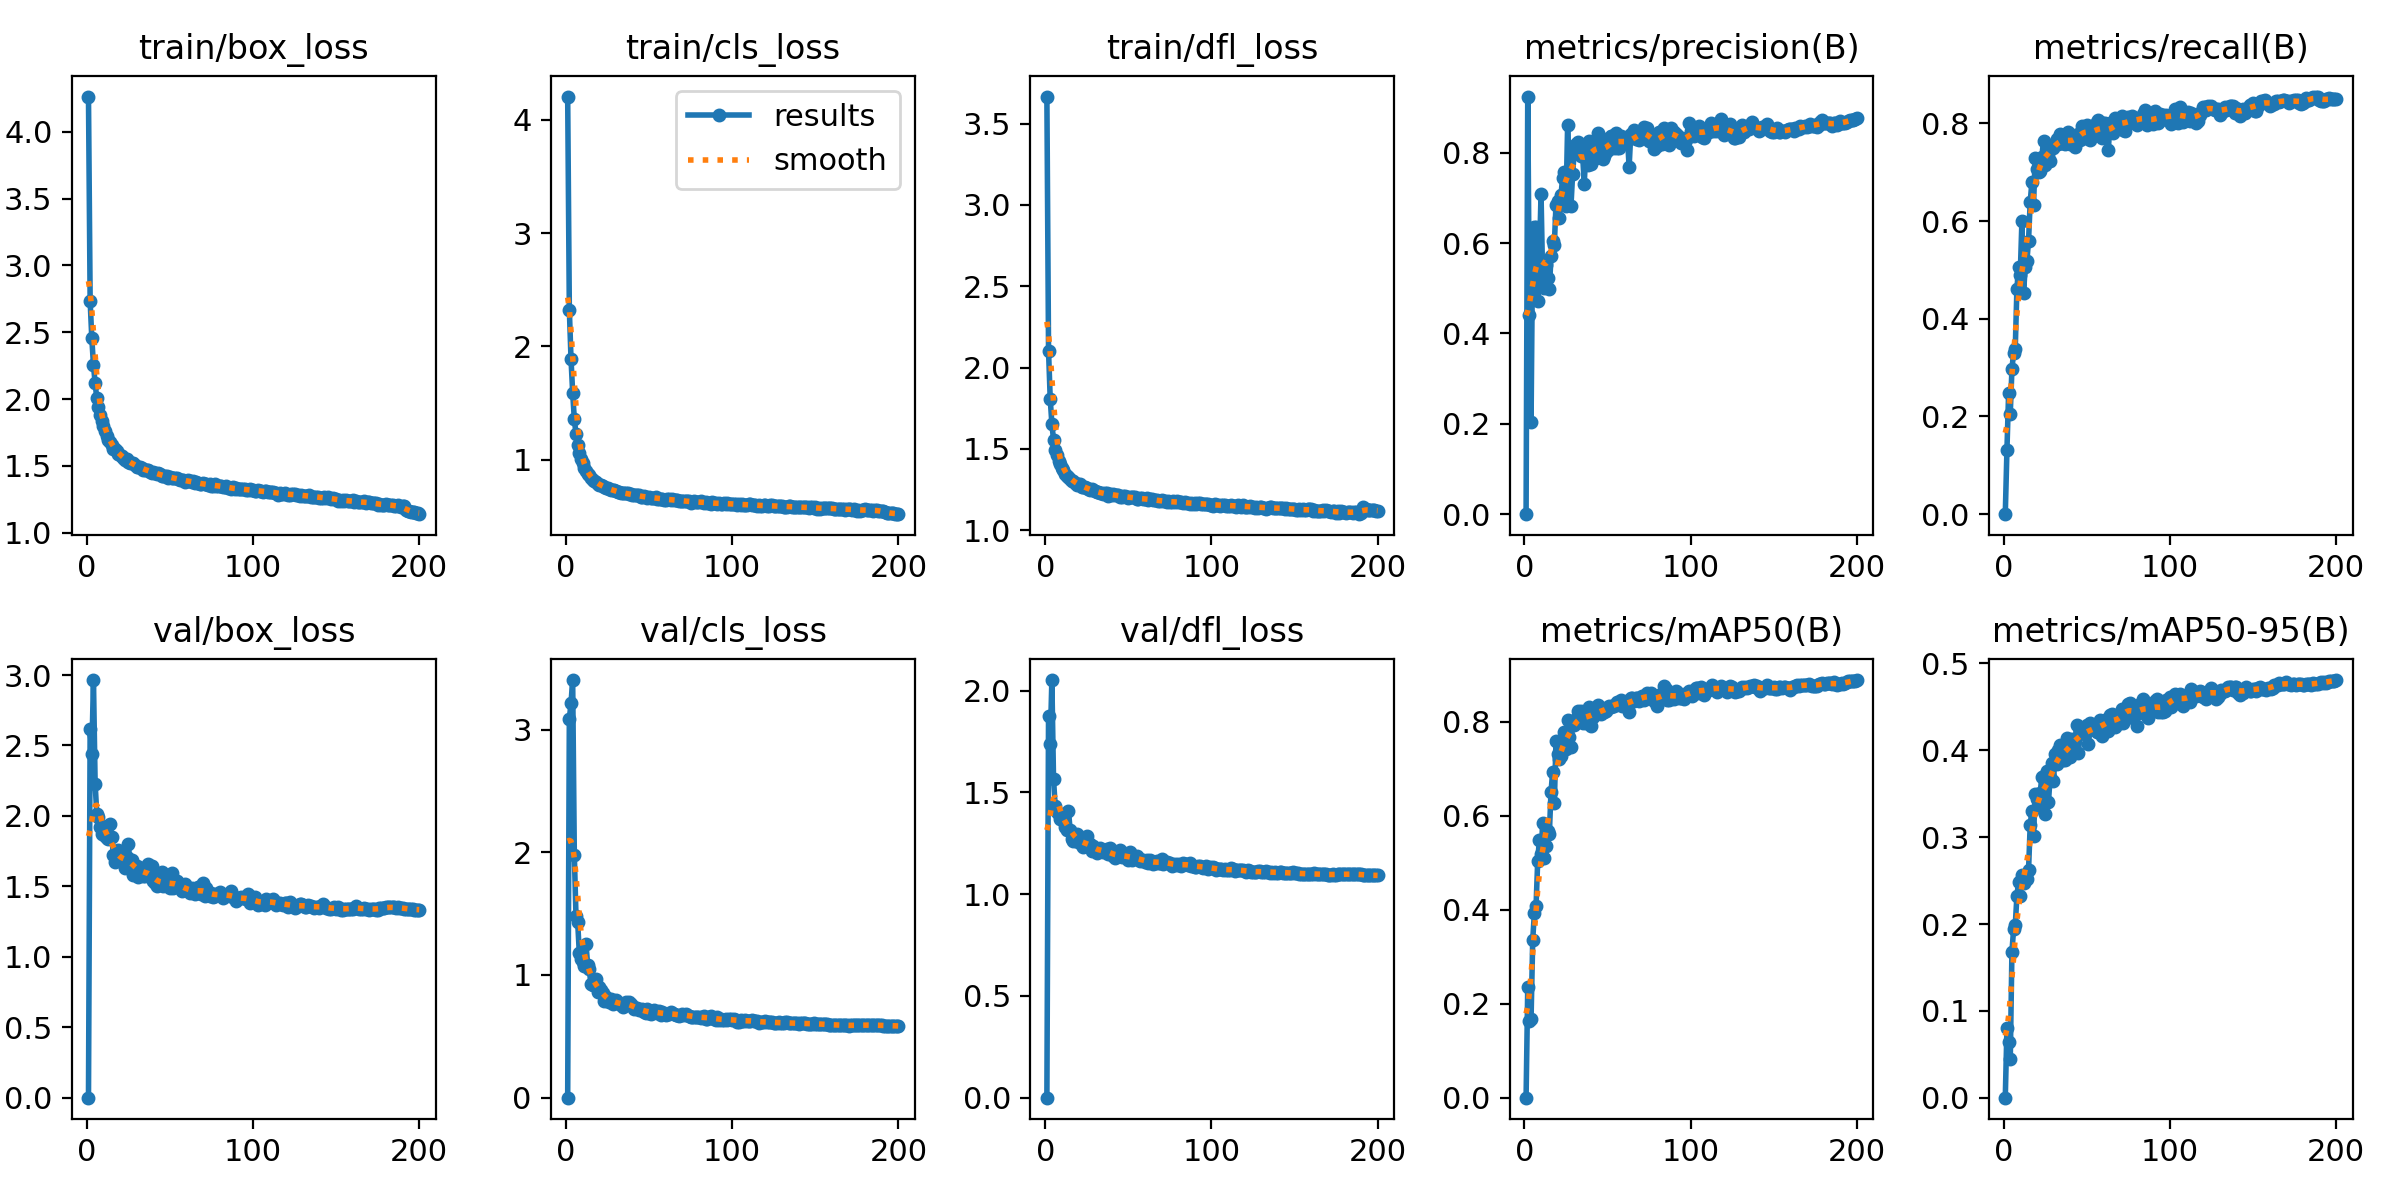 train/box_loss
4.0
3.5
3.0
2.5
2.0
1.5
1.0
0 100 200
train/cls_loss
results
smooth
4
3
2
1
0 100 200
train/dfl_loss
3.5
3.0
2.5
2.0
1.5
1.0
0 100 200
metrics/precision(B)
0.8
0.6
0.4
0.2
0.0
0 100 200
metrics/recall(B)
0.8
0.6
0.4
0.2
0.0
0 100 200
val/box_loss
3.0
2.5
2.0
1.5
1.0
0.5
0.0
0 100 200
val/cls_loss
3
2
1
0
0 100 200
val/dfl_loss
2.0
1.5
1.0
0.5
0.0
0 100 200
metrics/mAP50(B)
0.8
0.6
0.4
0.2
0.0
0 100 200
metrics/mAP50-95(B)
0.5
0.4
0.3
0.2
0.1
0.0
0 100 200